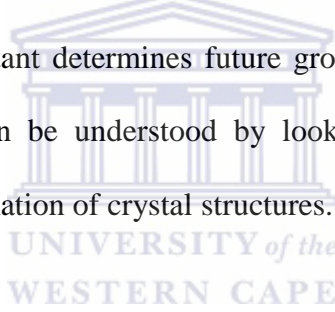 ant determines future gro
n be understood by look
ation of crystal structures.
UNIVERSITY of the
WESTERN CAPE